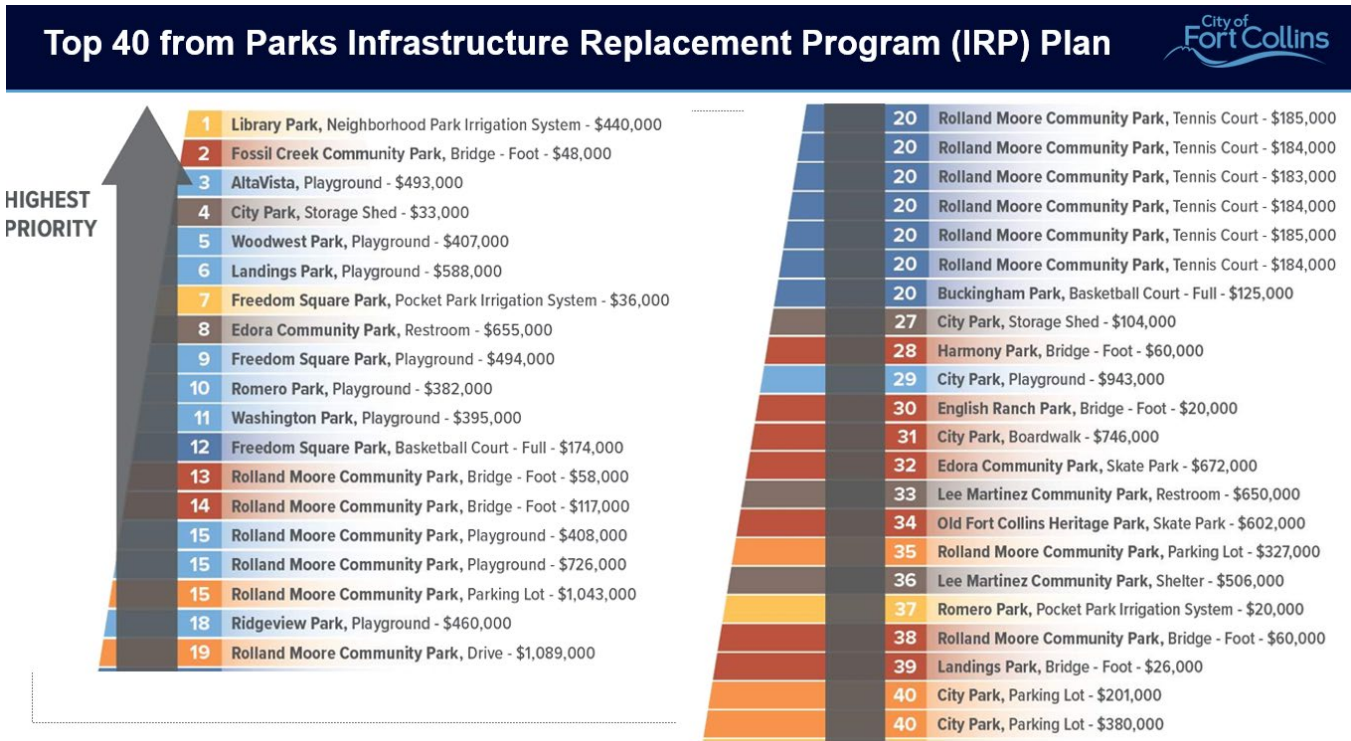 Top 40 from Parks Infrastructure Replacement Program (IRP) Plan
City of
Fort Collins
HIGHEST
PRIORITY
1 Library Park, Neighborhood Park Irrigation System - $440,000
2 Fossil Creek Community Park, Bridge - Foot - $48,000
3 AltaVista, Playground - $493,000
4 City Park, Storage Shed - $33,000
5 Woodwest Park, Playground - $407,000
6 Landings Park, Playground - $588,000
7 Freedom Square Park, Pocket Park Irrigation System - $36,000
8 Edora Community Park, Restroom - $655,000
9 Freedom Square Park, Playground - $494,000
10 Romero Park, Playground - $382,000
11 Washington Park, Playground - $395,000
12 Freedom Square Park, Basketball Court - Full - $174,000
13 Rolland Moore Community Park, Bridge - Foot - $58,000
14 Rolland Moore Community Park, Bridge - Foot - $117,000
15 Rolland Moore Community Park, Playground - $408,000
15 Rolland Moore Community Park, Playground - $726,000
15 Rolland Moore Community Park, Parking Lot - $1,043,000
18 Ridgeview Park, Playground - $460,000
19 Rolland Moore Community Park, Drive - $1,089,000
20 Rolland Moore Community Park, Tennis Court - $185,000
20 Rolland Moore Community Park, Tennis Court - $184,000
20 Rolland Moore Community Park, Tennis Court - $183,000
20 Rolland Moore Community Park, Tennis Court - $184,000
20 Rolland Moore Community Park, Tennis Court - $185,000
20 Rolland Moore Community Park, Tennis Court - $184,000
20 Buckingham Park, Basketball Court - Full - $125,000
27 City Park, Storage Shed - $104,000
28 Harmony Park, Bridge - Foot - $60,000
29 City Park, Playground - $943,000
30 English Ranch Park, Bridge - Foot - $20,000
31 City Park, Boardwalk - $746,000
32 Edora Community Park, Skate Park - $672,000
33 Lee Martinez Community Park, Restroom - $650,000
34 Old Fort Collins Heritage Park, Skate Park - $602,000
35 Rolland Moore Community Park, Parking Lot - $327,000
36 Lee Martinez Community Park, Shelter - $506,000
37 Romero Park, Pocket Park Irrigation System - $20,000
38 Rolland Moore Community Park, Bridge - Foot - $60,000
39 Landings Park, Bridge - Foot - $26,000
40 City Park, Parking Lot - $201,000
40 City Park, Parking Lot - $380,000